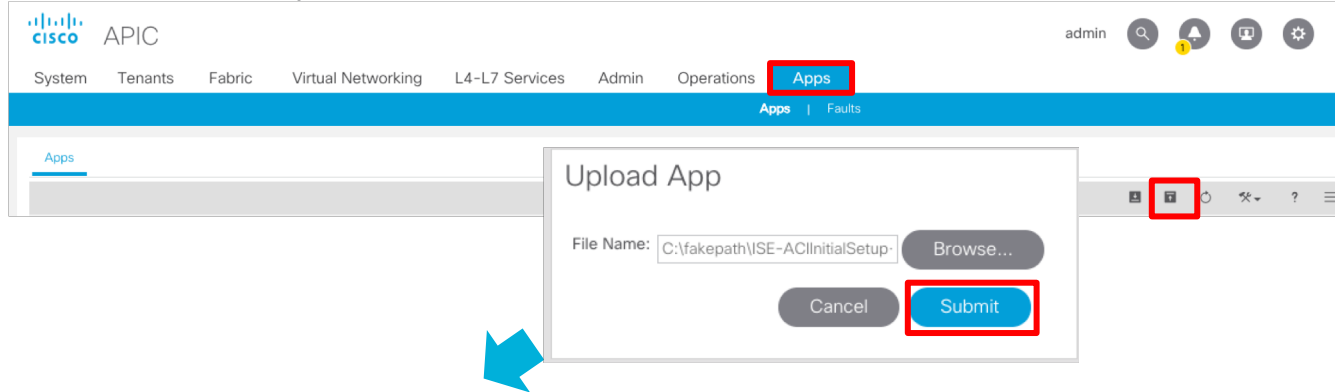 cisco APIC admin 1
System Tenants Fabric Virtual Networking L4-L7 Services Admin Operations Apps
Apps | Faults
Apps
?
Upload App
File Name: C:\fakepath\ISE-ACIInitialSetup- Browse...
Cancel Submit